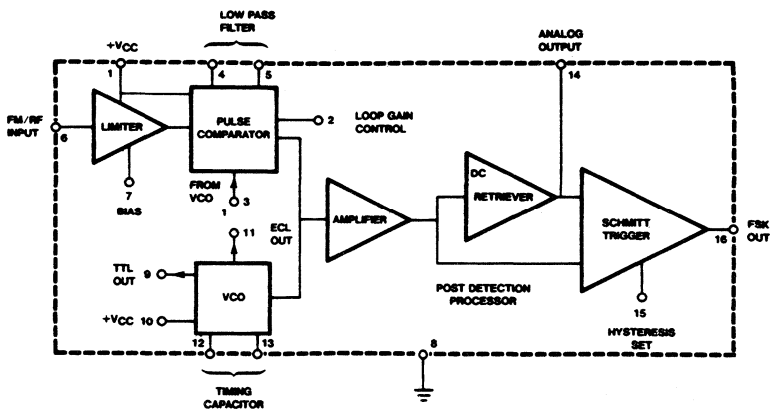 LOW PASS
FILTER
+VCC
1
4
5
ANALOG
OUTPUT
14
FM/RF
INPUT
6
LIMITER
PULSE
COMPARATOR
2
LOOP GAIN
CONTROL
7
BIAS
FROM
VCO
3
1
11
ECL
OUT
AMPLIFIER
DC
RETRIEVER
SCHMITT
TRIGGER
FSK
OUT
16
TTL
OUT
9
VCO
+VCC
10
POST DETECTION
PROCESSOR
15
HYSTERESIS
SET
12
13
8
TIMING
CAPACITOR